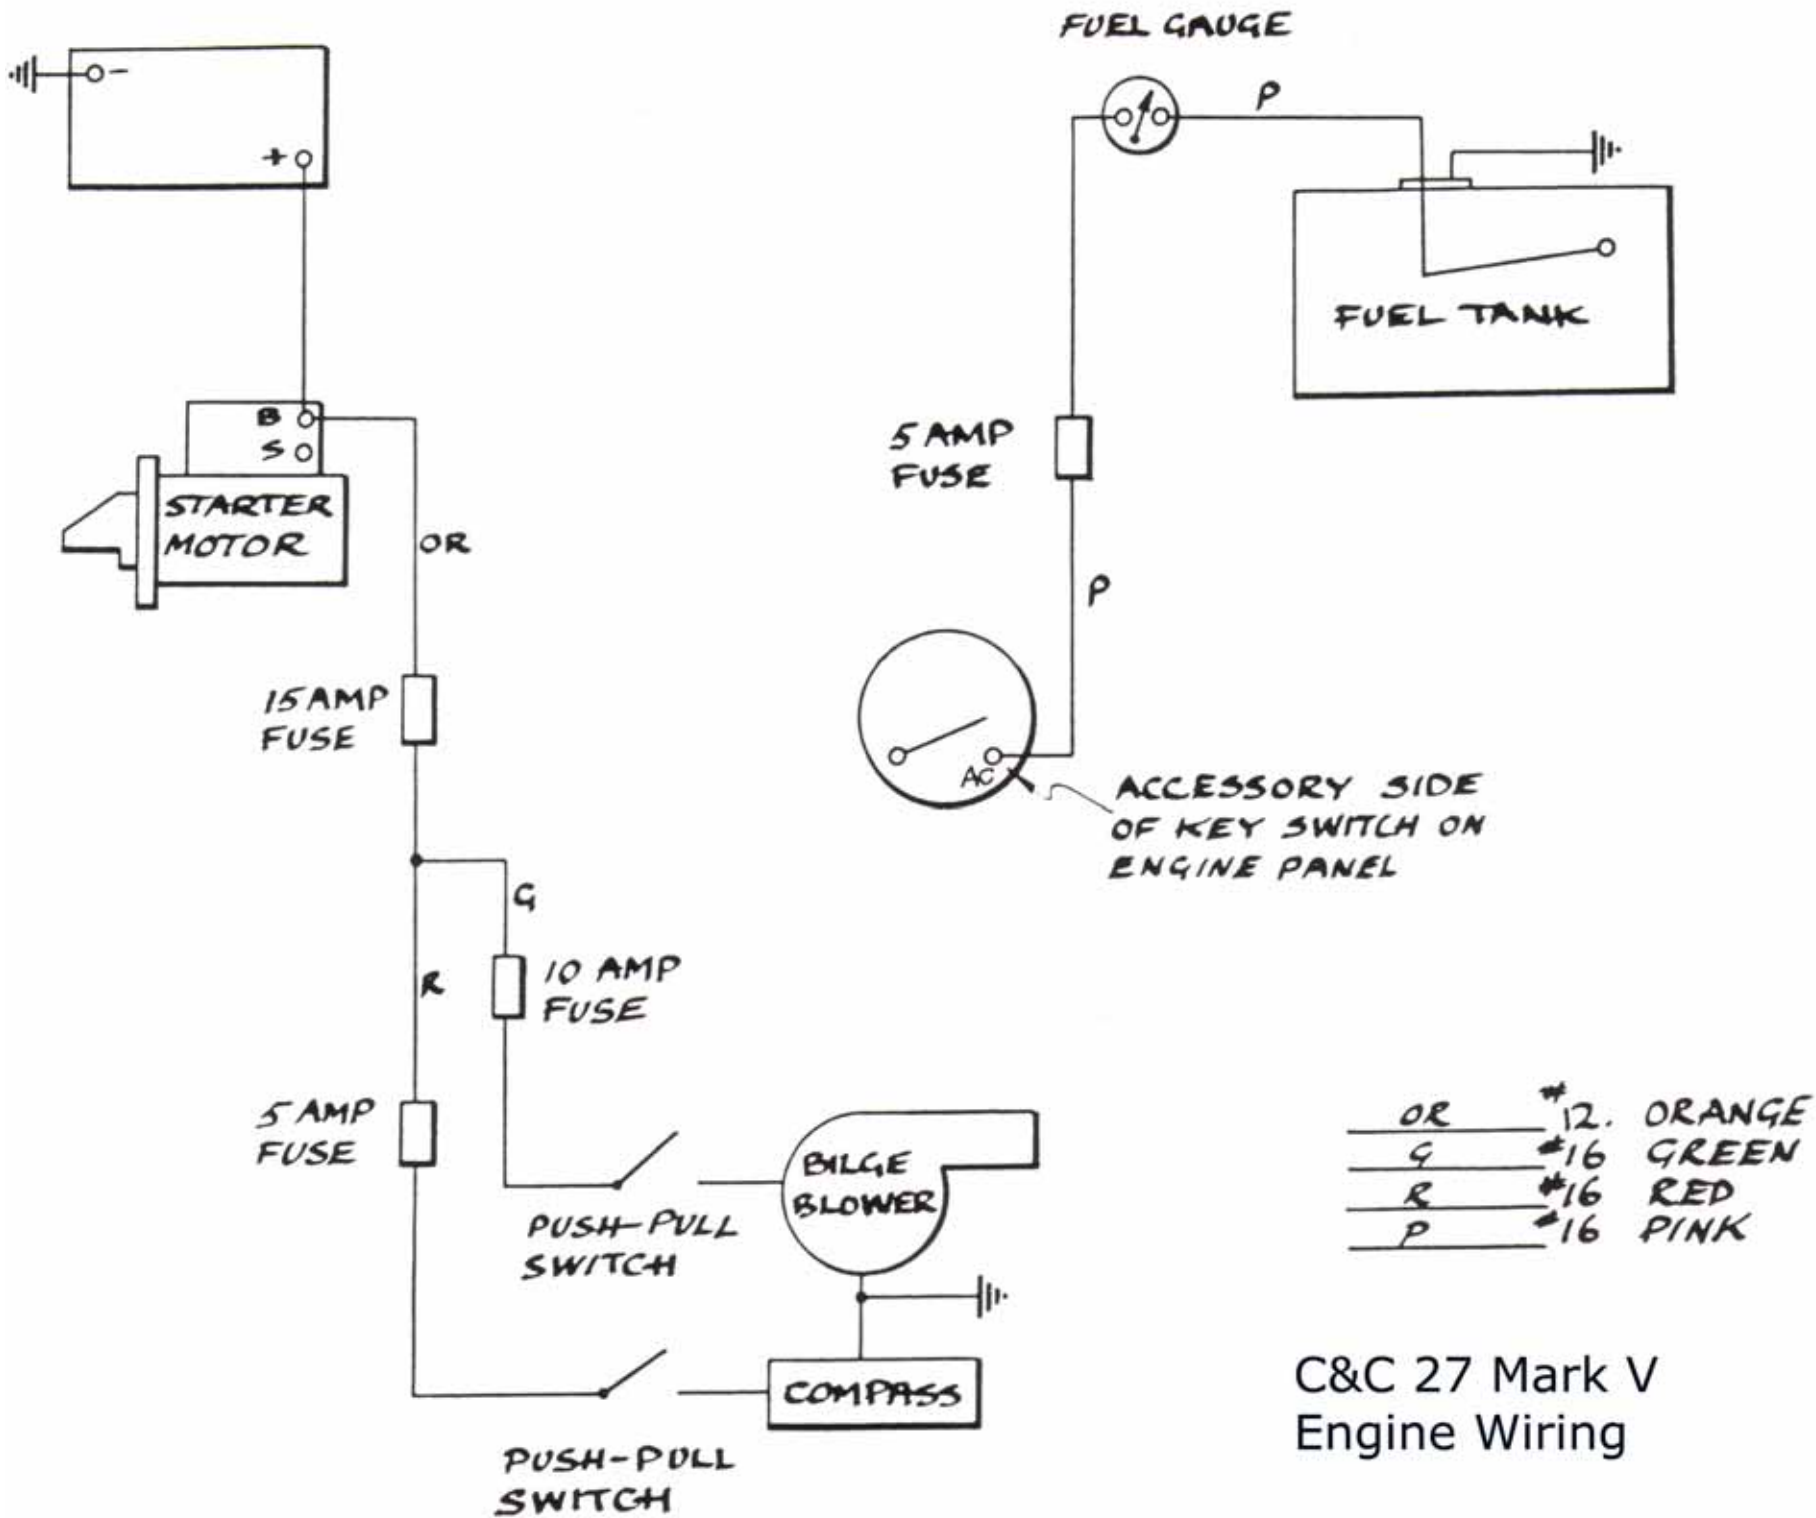 FUEL GAUGE
-
+
P
FUEL TANK
B
S
STARTER
MOTOR
OR
5 AMP
FUSE
P
15 AMP
FUSE
AC
ACCESSORY SIDE
OF KEY SWITCH ON
ENGINE PANEL
G
R
10 AMP
FUSE
5 AMP
FUSE
BILGE
BLOWER
PUSH-PULL
SWITCH
COMPASS
PUSH-PULL
SWITCH
OR #12. ORANGE
G #16 GREEN
R #16 RED
P #16 PINK
C&C 27 Mark V
Engine Wiring